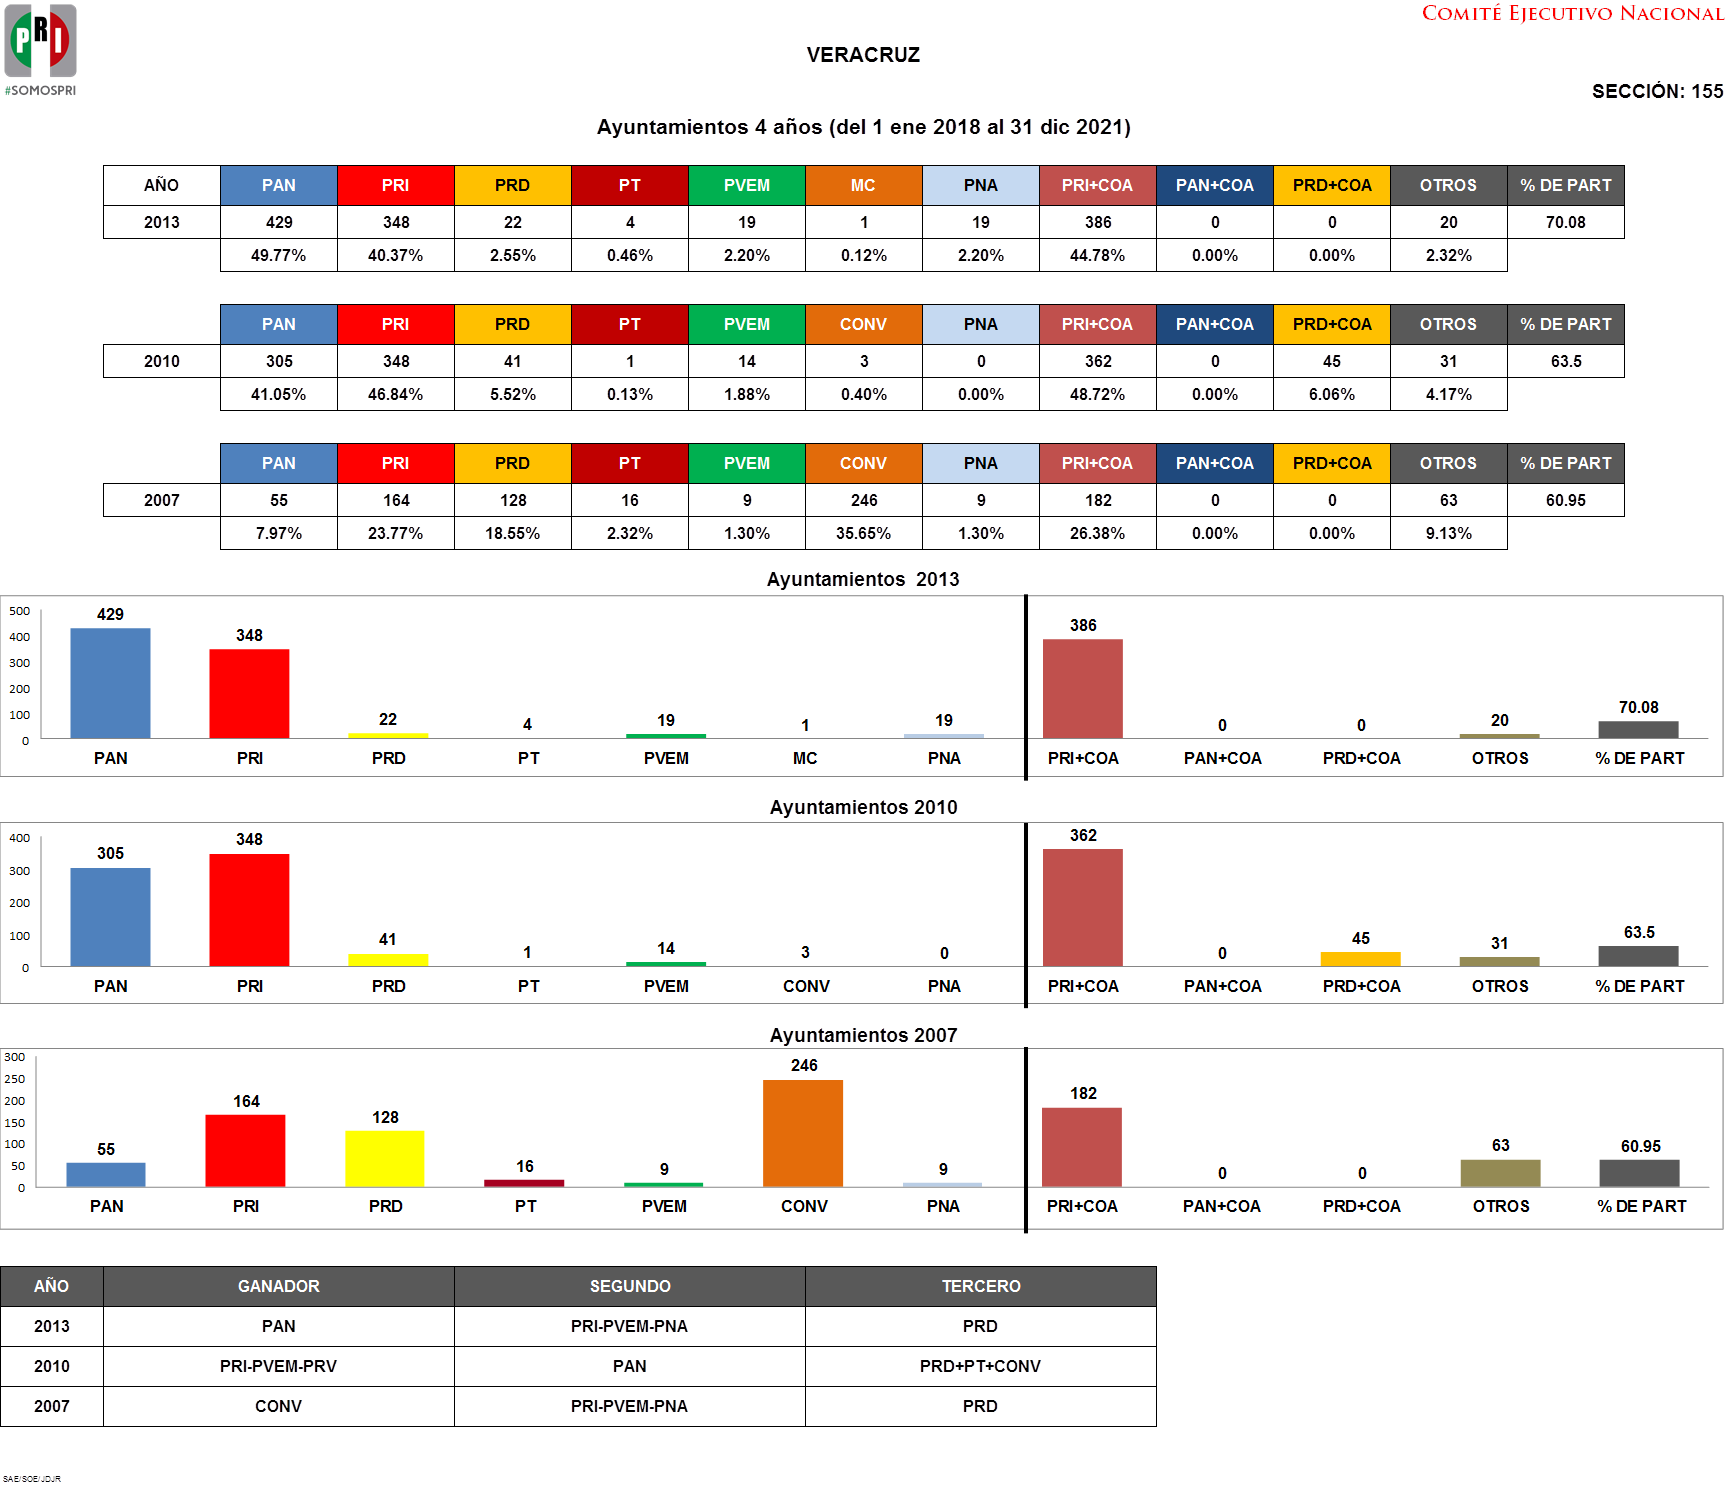 PRI
#SOMOSPRI
COMITÉ EJECUTIVO NACIONAL
VERACRUZ
SECCIÓN: 155
Ayuntamientos 4 años (del 1 ene 2018 al 31 dic 2021)
AÑO PAN PRI PRD PT PVEM MC PNA PRI+COA PAN+COA PRD+COA OTROS % DE PART
2013 429 348 22 4 19 1 19 386 0 0 20 70.08
49.77% 40.37% 2.55% 0.46% 2.20% 0.12% 2.20% 44.78% 0.00% 0.00% 2.32%
PAN PRI PRD PT PVEM CONV PNA PRI+COA PAN+COA PRD+COA OTROS % DE PART
2010 305 348 41 1 14 3 0 362 0 45 31 63.5
41.05% 46.84% 5.52% 0.13% 1.88% 0.40% 0.00% 48.72% 0.00% 6.06% 4.17%
PAN PRI PRD PT PVEM CONV PNA PRI+COA PAN+COA PRD+COA OTROS % DE PART
2007 55 164 128 16 9 246 9 182 0 0 63 60.95
7.97% 23.77% 18.55% 2.32% 1.30% 35.65% 1.30% 26.38% 0.00% 0.00% 9.13%
Ayuntamientos 2013
500
400
300
200
100
0
429 348 22 4 19 1 19 386 0 0 20 70.08
PAN PRI PRD PT PVEM MC PNA PRI+COA PAN+COA PRD+COA OTROS % DE PART
Ayuntamientos 2010
400
300
200
100
0
305 348 41 1 14 3 0 362 0 45 31 63.5
PAN PRI PRD PT PVEM CONV PNA PRI+COA PAN+COA PRD+COA OTROS % DE PART
Ayuntamientos 2007
300
250
200
150
100
50
0
55 164 128 16 9 246 9 182 0 0 63 60.95
PAN PRI PRD PT PVEM CONV PNA PRI+COA PAN+COA PRD+COA OTROS % DE PART
AÑO GANADOR SEGUNDO TERCERO
2013 PAN PRI-PVEM-PNA PRD
2010 PRI-PVEM-PRV PAN PRD+PT+CONV
2007 CONV PRI-PVEM-PNA PRD
SAE/SOE/JDJR